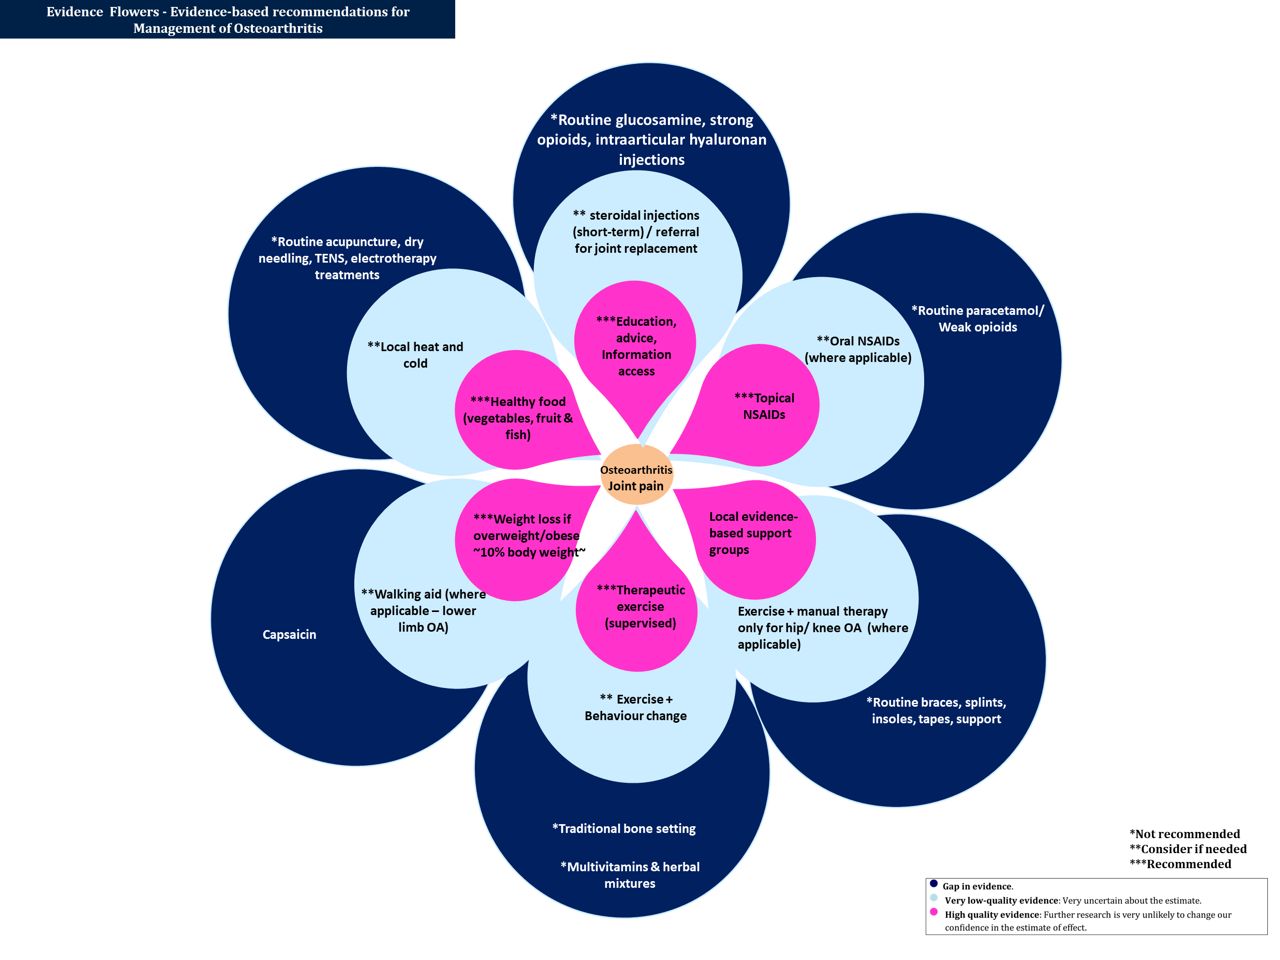 Evidence  Flowers - Evidence-based recommendations for
Management of Osteoarthritis
*Routine glucosamine, strong
opioids, intraarticular hyaluronan
injections
** steroidal injections
(short-term) / referral
for joint replacement
***Education,
advice,
Information
access
*Routine acupuncture, dry
needling, TENS, electrotherapy
treatments
**Local heat and
cold
***Healthy food
(vegetables, fruit &
fish)
*Routine paracetamol/
Weak opioids
**Oral NSAIDs
(where applicable)
***Topical
NSAIDs
Osteoarthritis
Joint pain
***Weight loss if
overweight/obese
~10% body weight~
**Walking aid (where
applicable – lower
limb OA)
Capsaicin
Local evidence-
based support
groups
Exercise + manual therapy
only for hip/ knee OA  (where
applicable)
*Routine braces, splints,
insoles, tapes, support
***Therapeutic
exercise
(supervised)
** Exercise +
Behaviour change
*Traditional bone setting
*Multivitamins & herbal
mixtures
*Not recommended
**Consider if needed
***Recommended
Gap in evidence.
Very low-quality evidence: Very uncertain about the estimate.
High quality evidence: Further research is very unlikely to change our
confidence in the estimate of effect.